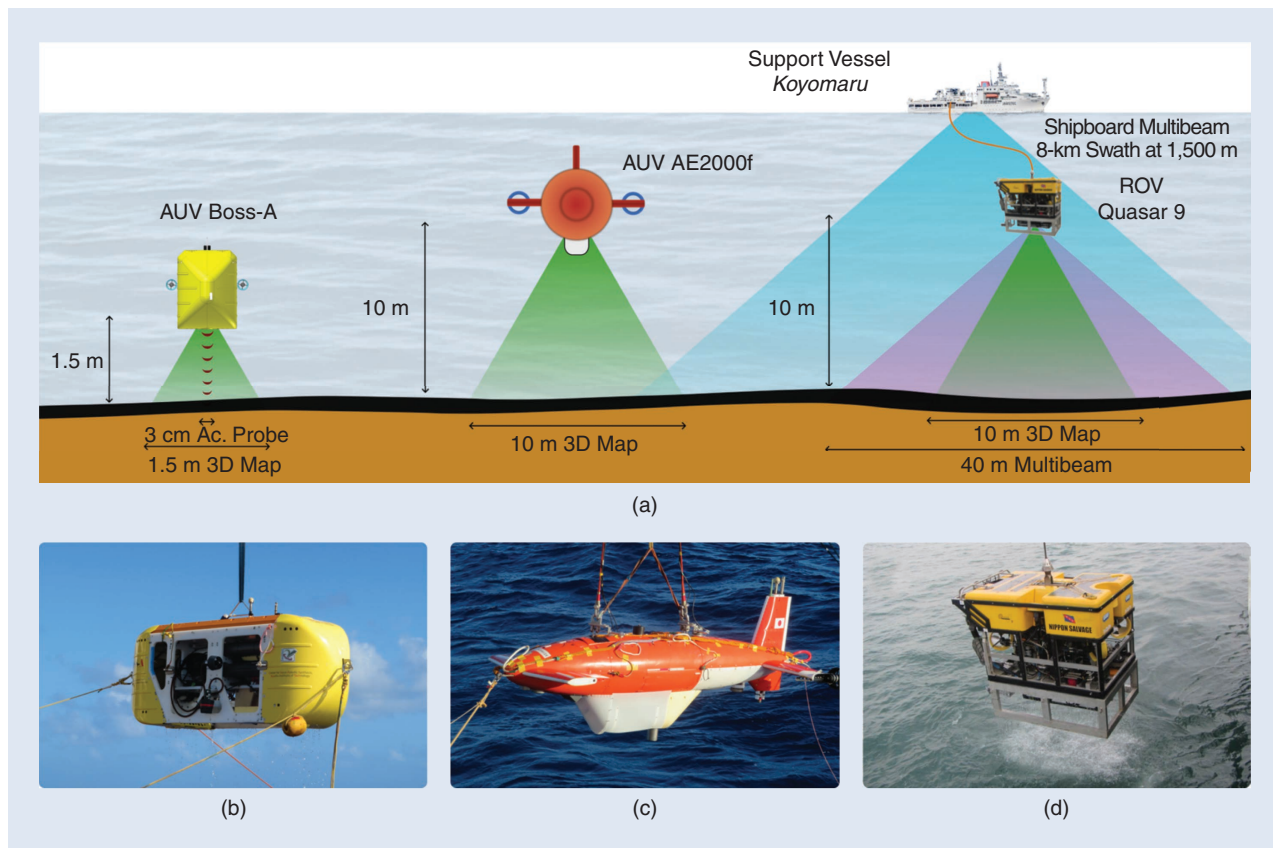 Support Vessel
Koyomaru
Shipboard Multibeam
8-km Swath at 1,500 m
AUV AE2000f
ROV
Quasar 9
AUV Boss-A
10 m
10 m
1.5 m
3 cm Ac. Probe
1.5 m 3D Map
10 m 3D Map
10 m 3D Map
40 m Multibeam
(a)
NIPPON SALVAGE
(b)
(c)
(d)